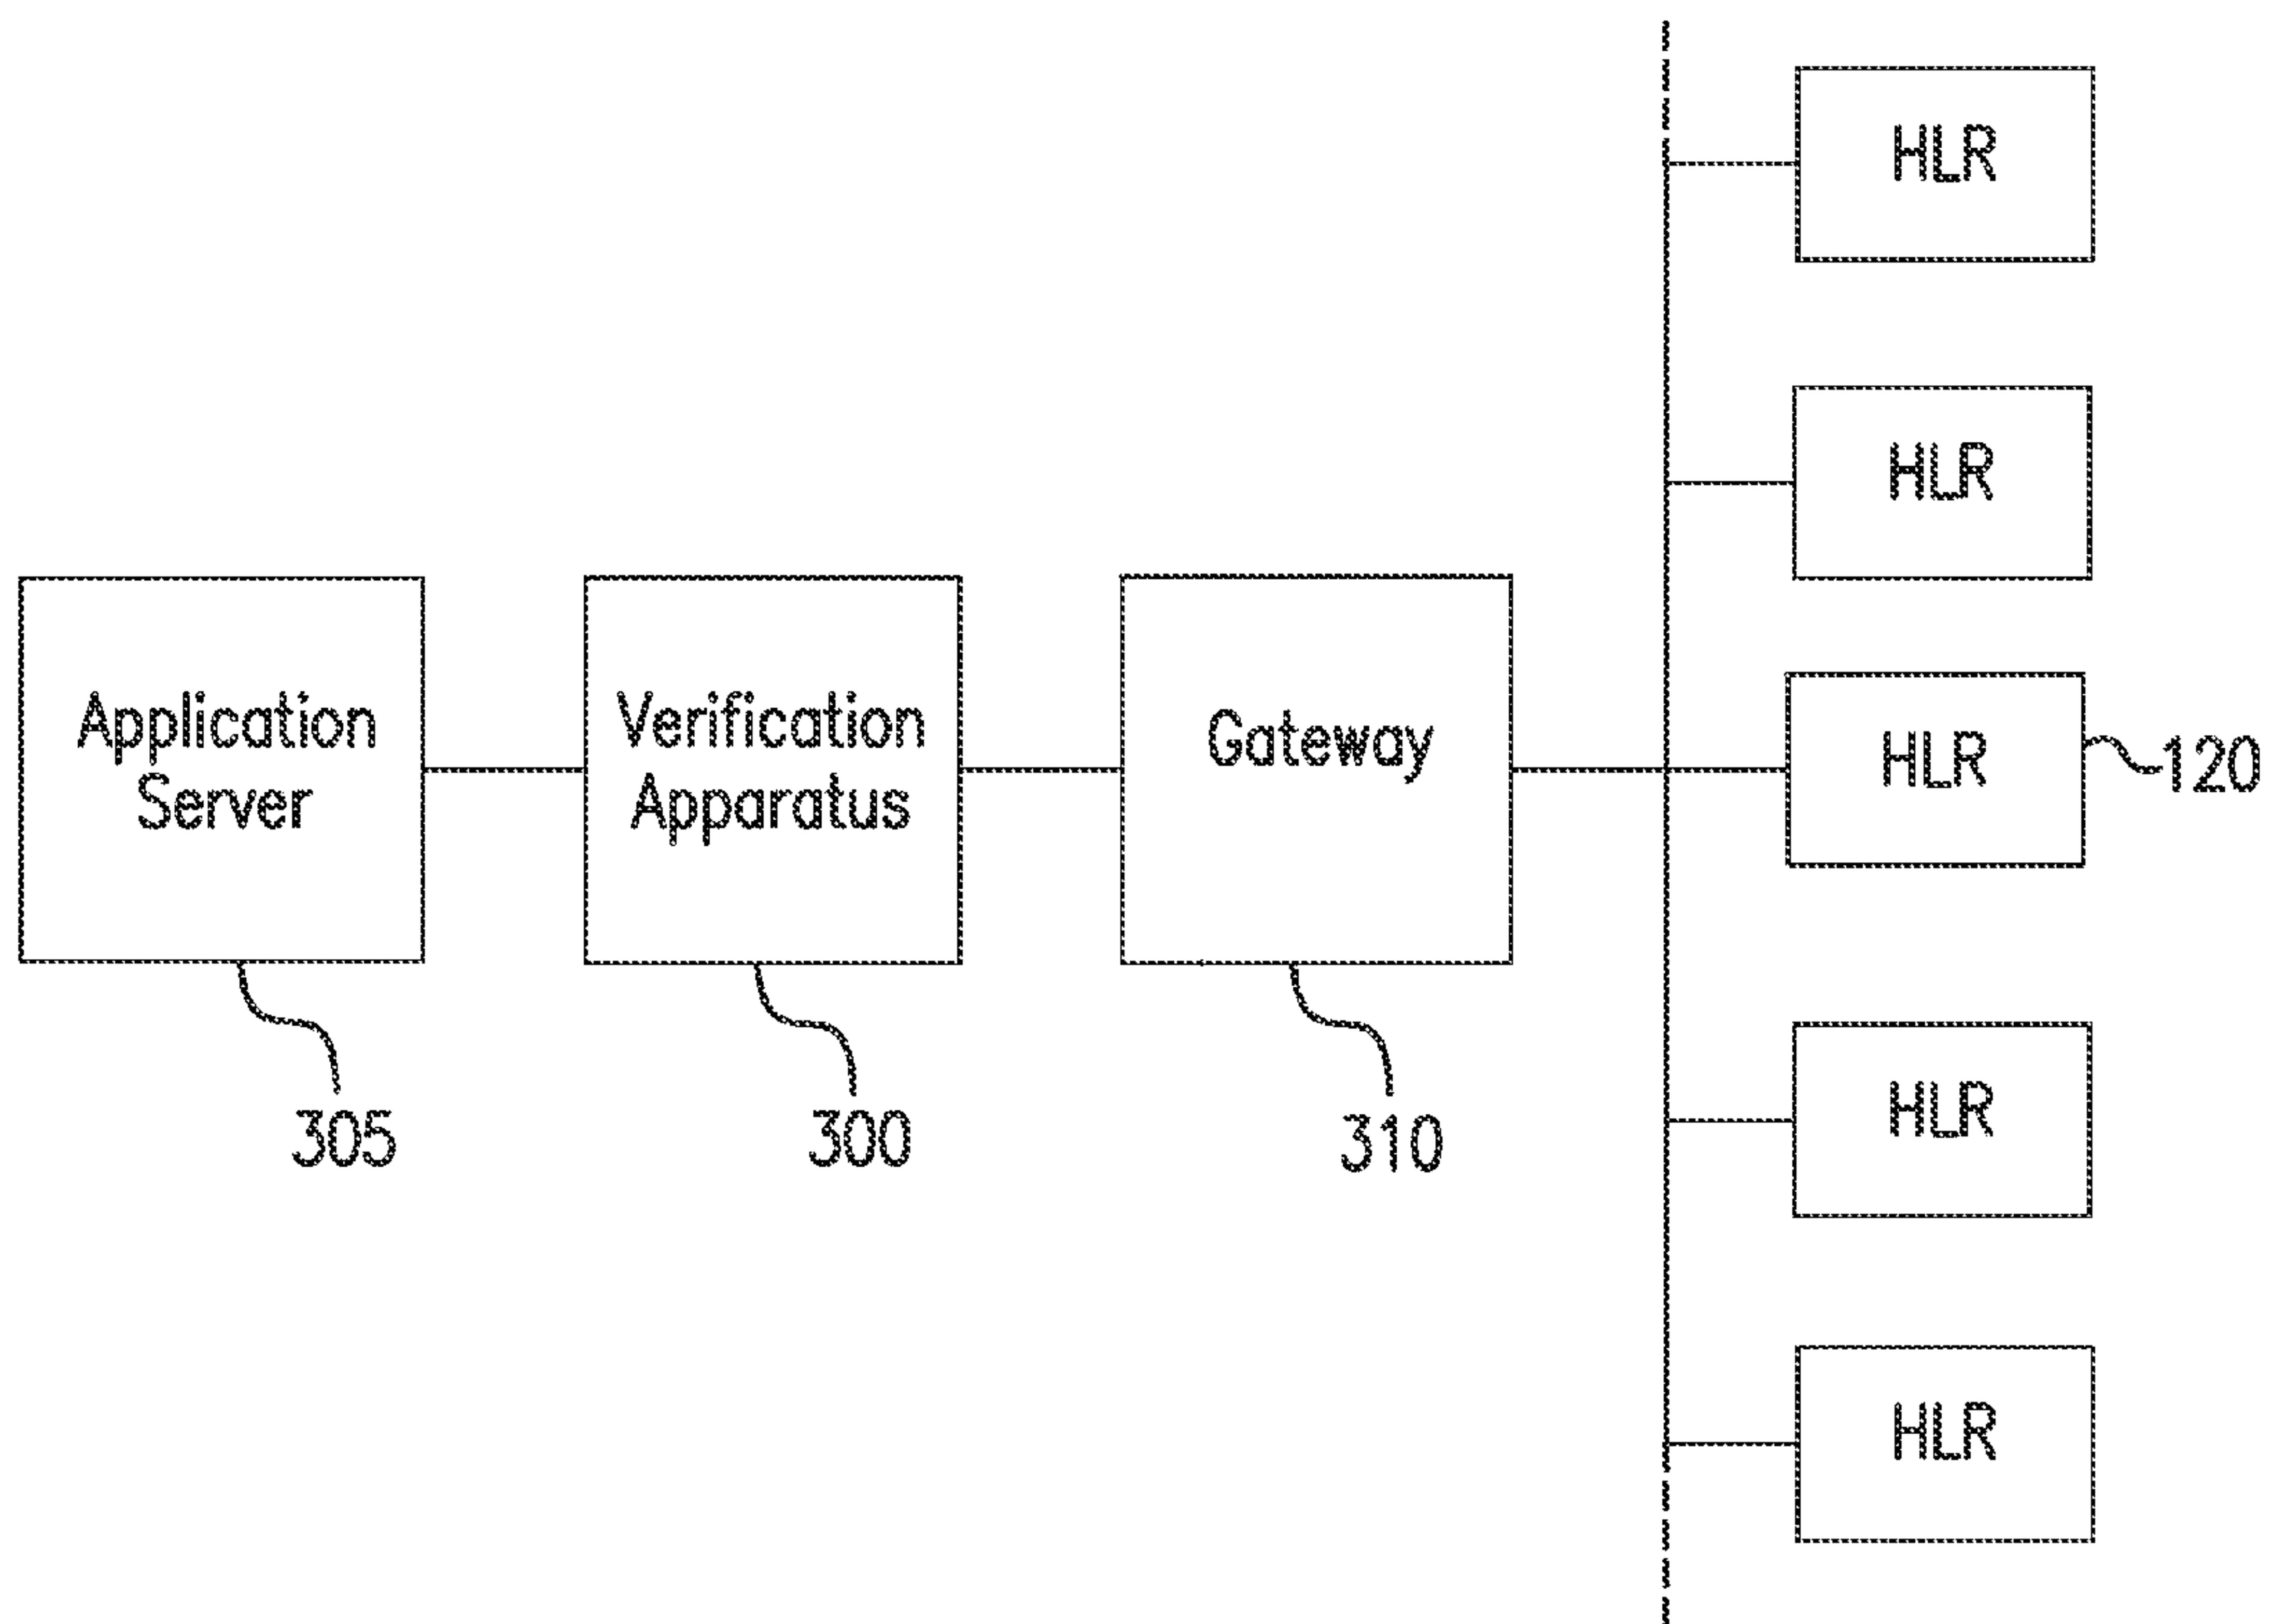 HLR
HLR
Application
Server
Verification
Apparatus
Gateway
HLR
120
305
300
310
HLR
HLR